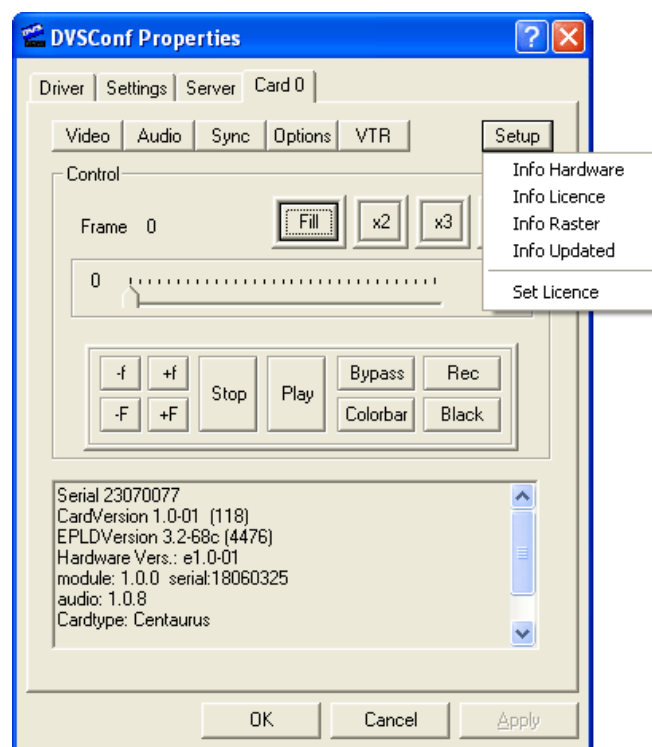 DVSConf Properties
Driver Settings Server Card 0
Video Audio Sync Options VTR Setup
Info Hardware
Info Licence
Info Raster
Info Updated
Set Licence
Control
Frame 0 Fill x2 x3
0
-f +f Stop Play Bypass Rec
-F +F Colorbar Black
Serial 23070077
CardVersion 1.0-01 (118)
EPLDVersion 3.2-68c (4476)
Hardware Vers.: e1.0-01
module: 1.0.0 serial:18060325
audio: 1.0.8
Cardtype: Centaurus
OK Cancel Apply